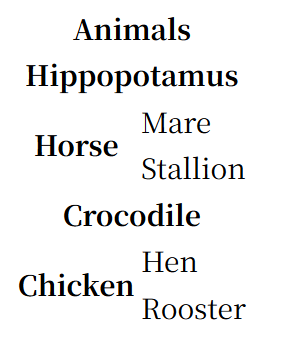 Animals
Hippopotamus
Horse
Mare
Stallion
Crocodile
Chicken
Hen
Rooster